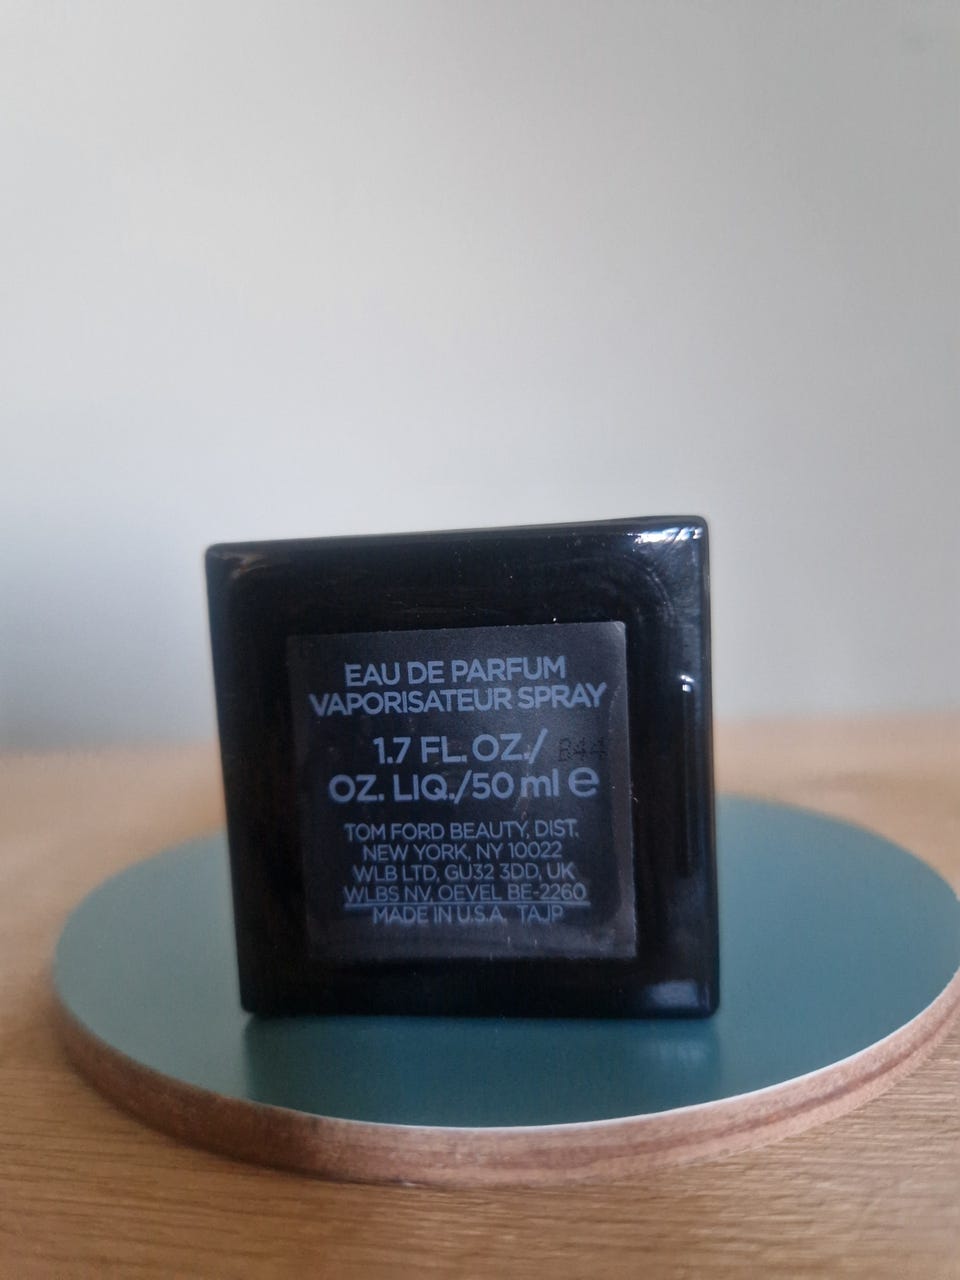 EAU DE PARFUM
VAPORISATEUR SPRAY
1.7 FL. OZ./
OZ. LIQ./50 ml e
TOM FORD BEAUTY, DIST.
NEW YORK, NY 10022
WLB LTD, GU32 3DD, UK
WLBS NV, OEVEL BE-2260
MADE IN U.S.A. TAJP